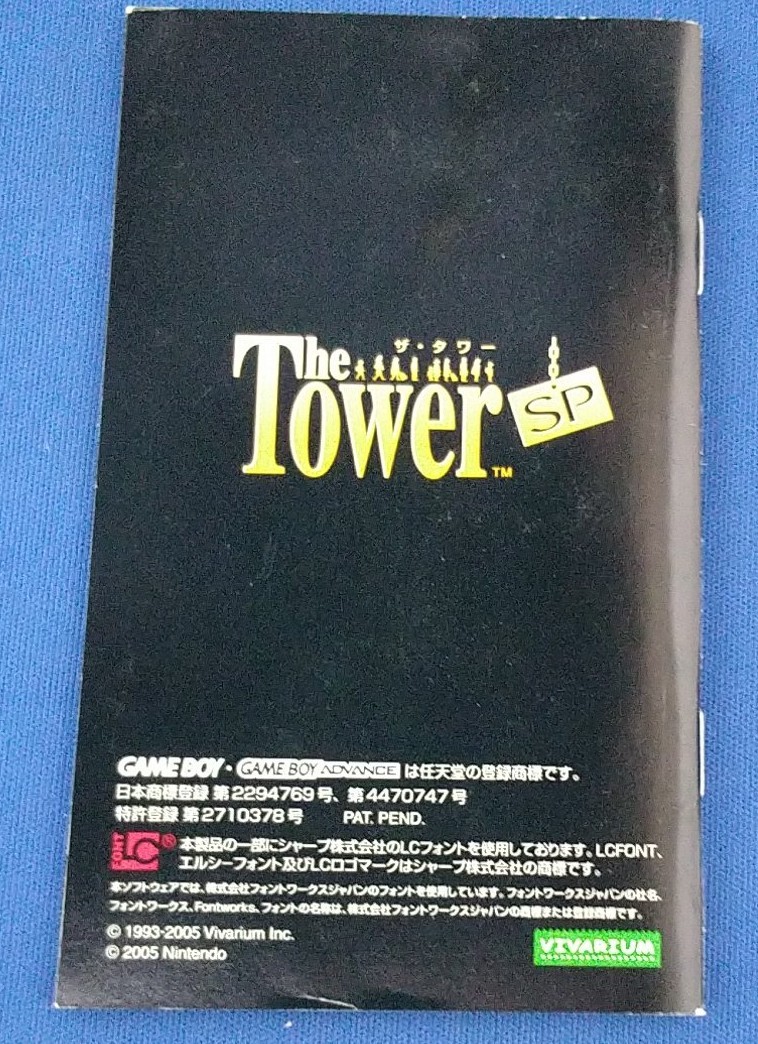 The
ザ・タワー
Tower SP
TM
GAME BOY・GAME BOY ADVANCE は任天堂の登録商標です。
日本商標登録 第2294769号、第4470747号
特許登録 第2710378号 PAT. PEND.
FONT LC® 本製品の一部にシャープ株式会社のLCフォントを使用しております。LCFONT、
エルシーフォント及びLCロゴマークはシャープ株式会社の商標です。
本ソフトウェアでは、株式会社フォントワークスジャパンのフォントを使用しています。フォントワークスジャパンの社名、
フォントワークス、Fontworks、フォントの名称は、株式会社フォントワークスジャパンの商標または登録商標です。
© 1993-2005 Vivarium Inc.
© 2005 Nintendo
VIVARIUM